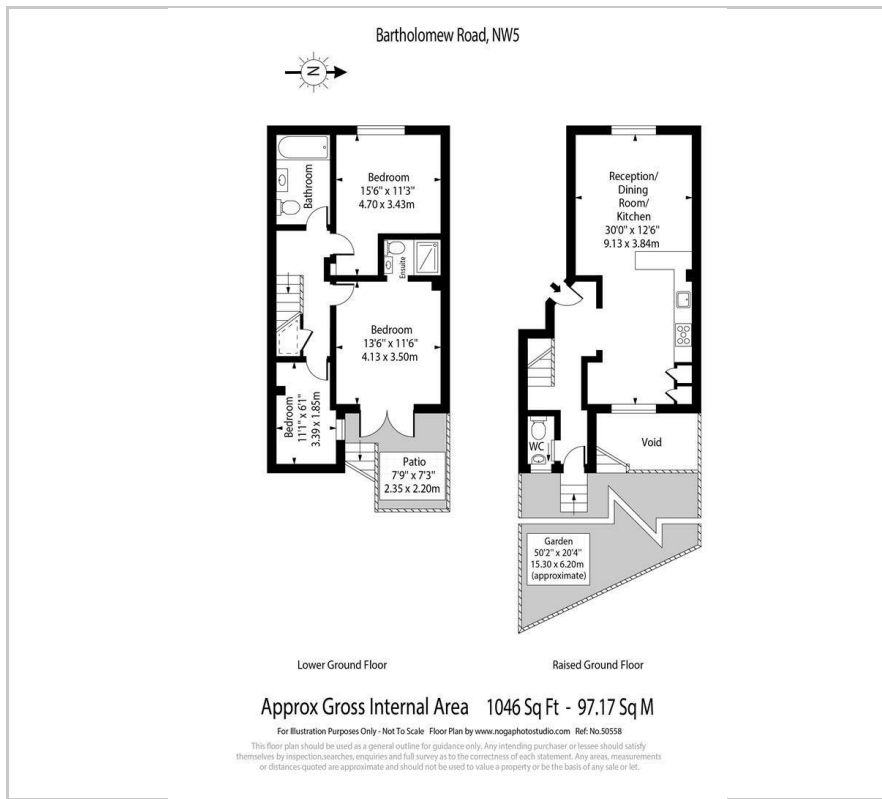 Bartholomew Road, NW5
N
Bathroom
Bedroom
15'6" x 11'3"
4.70 x 3.43m
Ensuite
Bedroom
13'6" x 11'6"
4.13 x 3.50m
Bedroom
11'1" x 6'1"
3.39 x 1.85m
Patio
7'9" x 7'3"
2.35 x 2.20m
Reception/
Dining
Room/
Kitchen
30'0" x 12'6"
9.13 x 3.84m
WC
Void
Garden
50'2" x 20'4"
15.30 x 6.20m
(approximate)
Lower Ground Floor
Raised Ground Floor
Approx Gross Internal Area 1046 Sq Ft - 97.17 Sq M
For Illustration Purposes Only - Not To Scale Floor Plan by www.nogaphotostudio.com Ref: No.50558
This floor plan should be used as a general outline for guidance only. Any intending purchaser or lessee should satisfy
themselves by inspection,searches, enquiries and full survey as to the correctness of each statement. Any areas, measurements
or distances quoted are approximate and should not be used to value a property or be the basis of any sale or let.